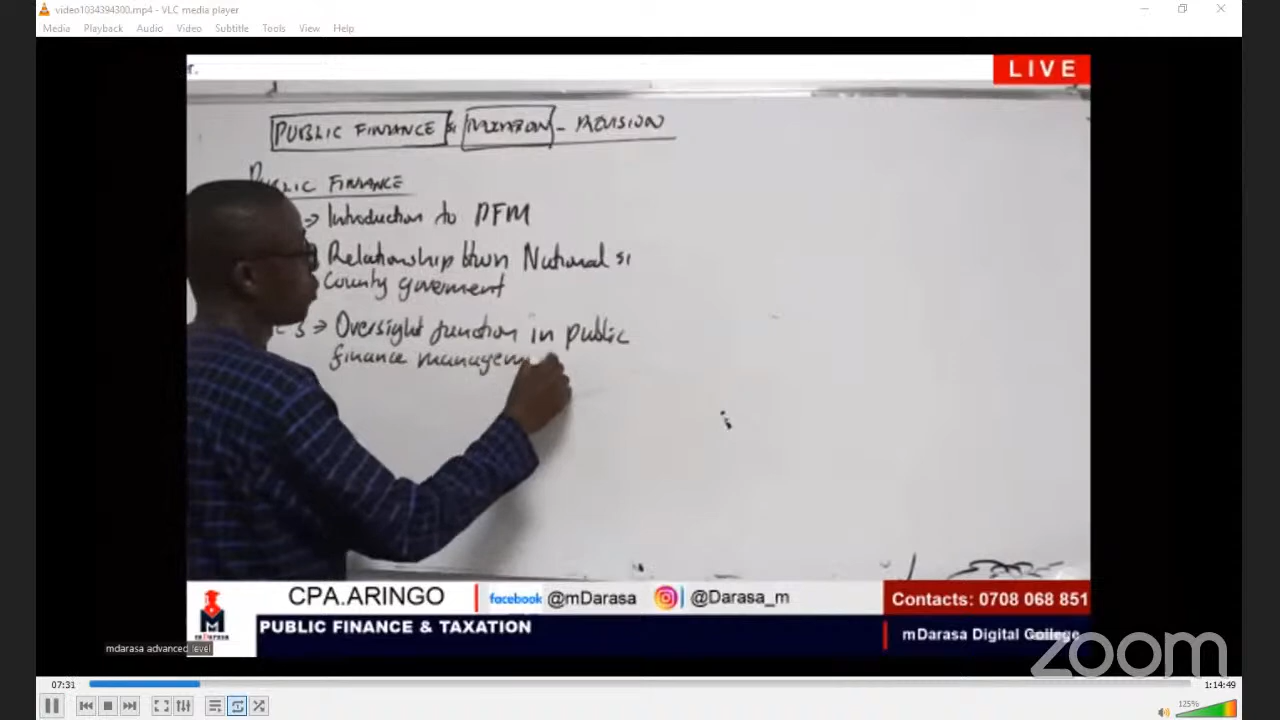 video1034394300.mp4 - VLC media player
Media Playback Audio Video Subtitle Tools View Help
r.
LIVE
PUBLIC FINANCE & TAXATION - REVISION
PUBLIC FINANCE
⇒ Introduction to PFM
Relationship btwn National &
County government
3 ⇒ Oversight function in public
finance managem
CPA.ARINGO
facebook @mDarasa
@Darasa_m
Contacts: 0708 068 851
M
mDarasa
PUBLIC FINANCE & TAXATION
mDarasa Digital College
mdarasa advanced level
zoom
07:31
1:14:49
125%